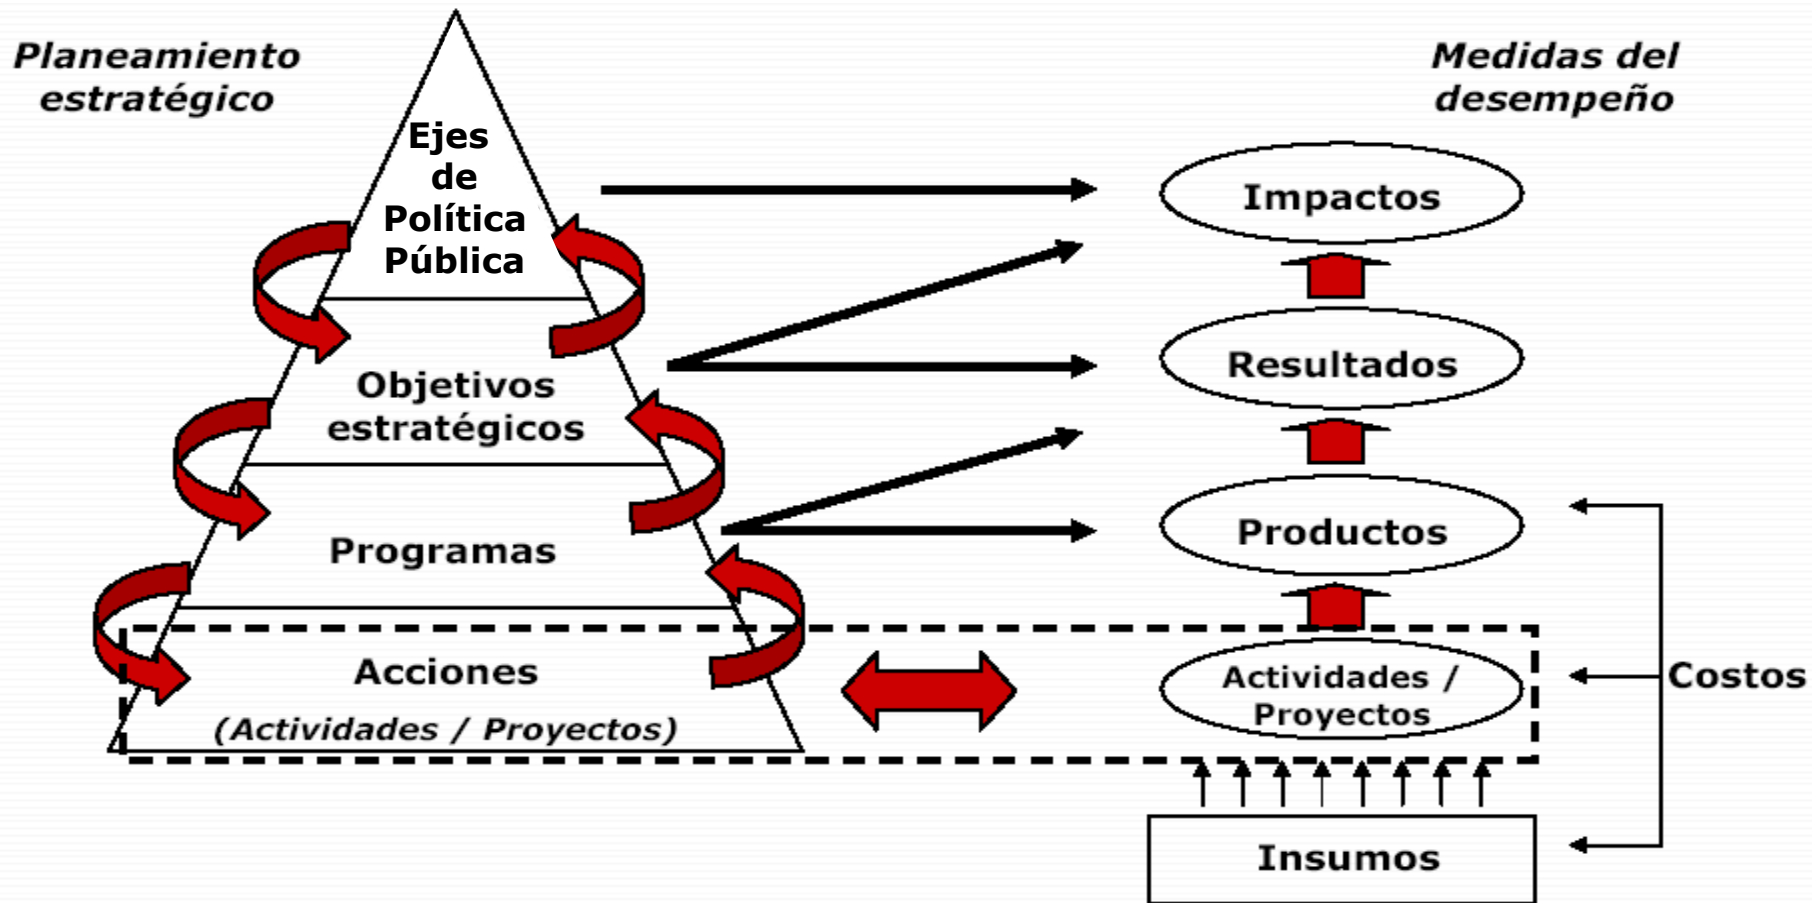 Planeamiento
estratégico
Medidas del
desempeño
Ejes
de
Política
Pública
Impactos
Objetivos
estratégicos
Resultados
Programas
Productos
Acciones
(Actividades / Proyectos)
Actividades /
Proyectos
Costos
Insumos